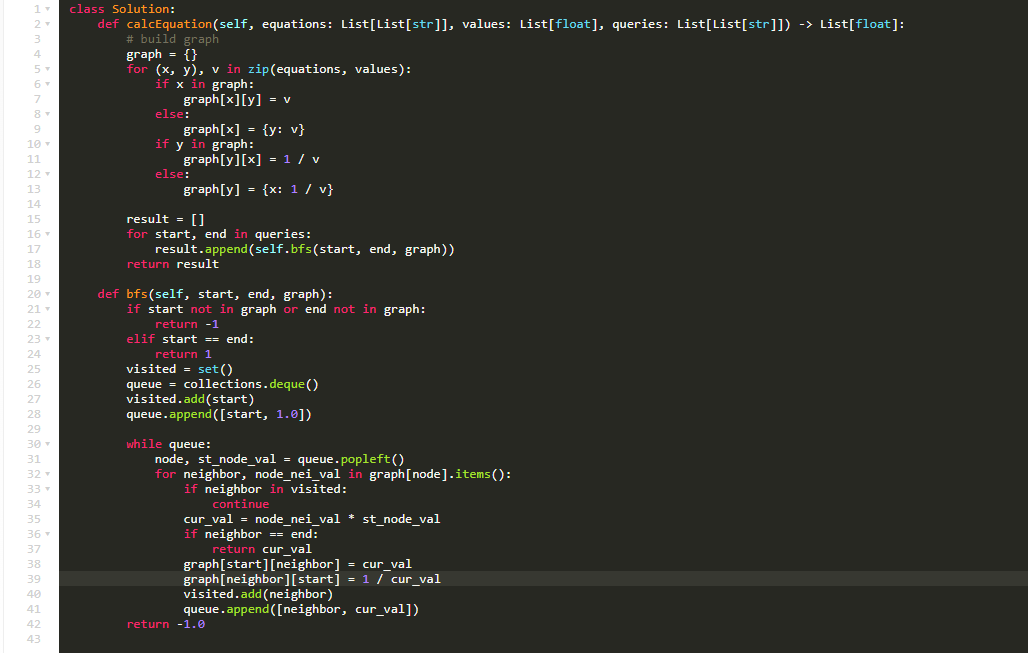 1 class Solution:
2     def calcEquation(self, equations: List[List[str]], values: List[float], queries: List[List[str]]) -> List[float]:
3         # build graph
4         graph = {}
5         for (x, y), v in zip(equations, values):
6             if x in graph:
7                 graph[x][y] = v
8             else:
9                 graph[x] = {y: v}
10             if y in graph:
11                 graph[y][x] = 1 / v
12             else:
13                 graph[y] = {x: 1 / v}
14
15         result = []
16         for start, end in queries:
17             result.append(self.bfs(start, end, graph))
18         return result
19
20     def bfs(self, start, end, graph):
21         if start not in graph or end not in graph:
22             return -1
23         elif start == end:
24             return 1
25         visited = set()
26         queue = collections.deque()
27         visited.add(start)
28         queue.append([start, 1.0])
29
30         while queue:
31             node, st_node_val = queue.popleft()
32             for neighbor, node_nei_val in graph[node].items():
33                 if neighbor in visited:
34                     continue
35                 cur_val = node_nei_val * st_node_val
36                 if neighbor == end:
37                     return cur_val
38                 graph[start][neighbor] = cur_val
39                 graph[neighbor][start] = 1 / cur_val
40                 visited.add(neighbor)
41                 queue.append([neighbor, cur_val])
42         return -1.0
43